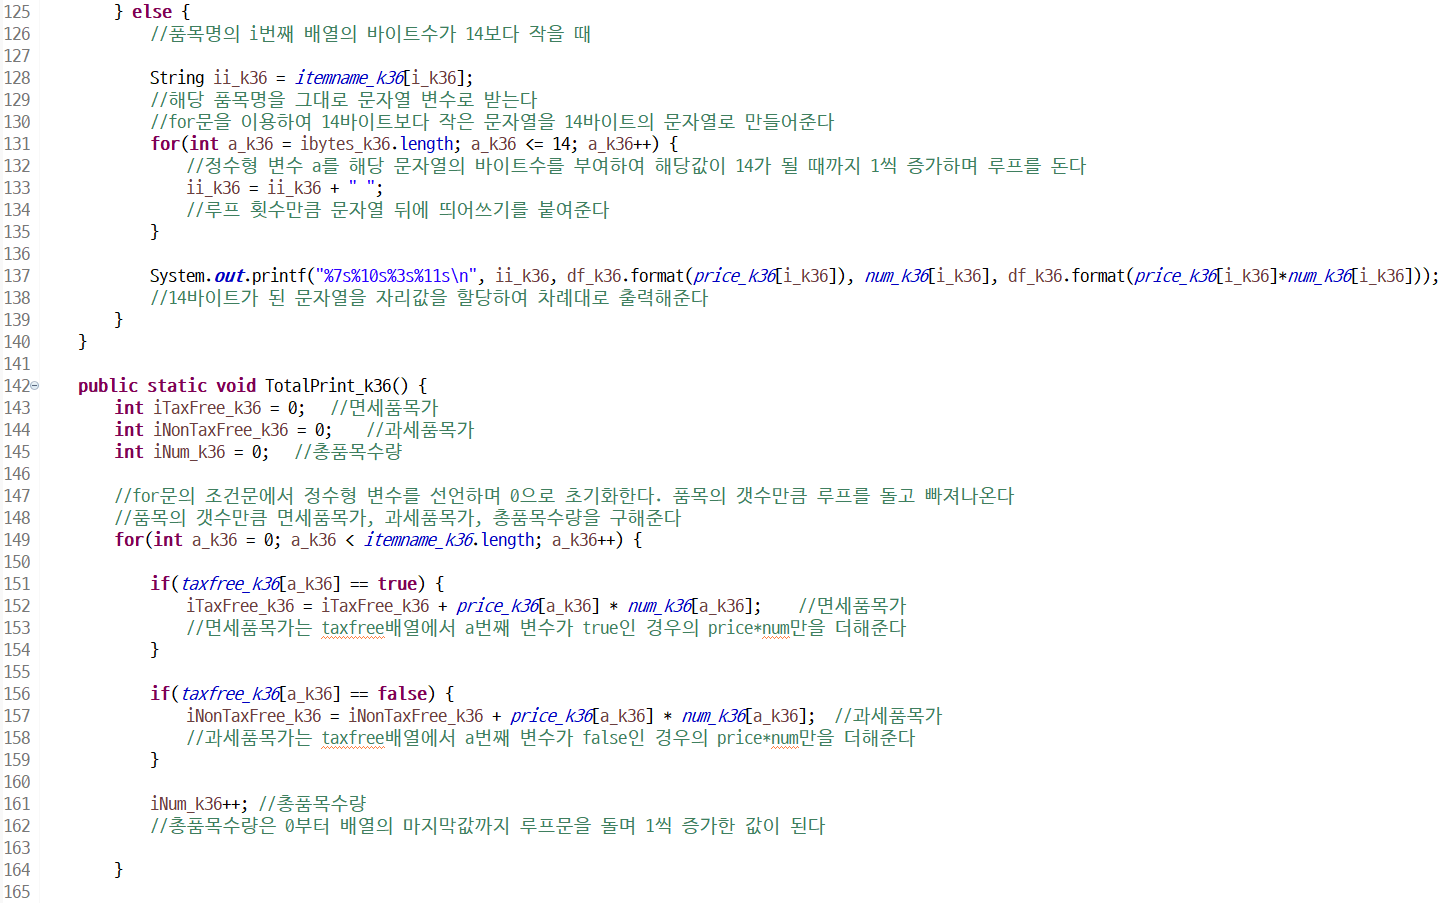 125 } else {
126 //품목명의 i번째 배열의 바이트수가 14보다 작을 때
127
128 String ii_k36 = itemname_k36[i_k36];
129 //해당 품목명을 그대로 문자열 변수로 받는다
130 //for문을 이용하여 14바이트보다 작은 문자열을 14바이트의 문자열로 만들어준다
131 for(int a_k36 = ibytes_k36.length; a_k36 <= 14; a_k36++) {
132 //정수형 변수 a를 해당 문자열의 바이트수를 부여하여 해당값이 14가 될 때까지 1씩 증가하며 루프를 돈다
133 ii_k36 = ii_k36 + " ";
134 //루프 횟수만큼 문자열 뒤에 띄어쓰기를 붙여준다
135 }
136
137 System.out.printf("%7s%10s%3s%11s\n", ii_k36, df_k36.format(price_k36[i_k36]), num_k36[i_k36], df_k36.format(price_k36[i_k36]*num_k36[i_k36]));
138 //14바이트가 된 문자열을 자리값을 할당하여 차례대로 출력해준다
139 }
140 }
141
142 public static void TotalPrint_k36() {
143 int iTaxFree_k36 = 0; //면세품목가
144 int iNonTaxFree_k36 = 0; //과세품목가
145 int iNum_k36 = 0; //총품목수량
146
147 //for문의 조건문에서 정수형 변수를 선언하며 0으로 초기화한다. 품목의 갯수만큼 루프를 돌고 빠져나온다
148 //품목의 갯수만큼 면세품목가, 과세품목가, 총품목수량을 구해준다
149 for(int a_k36 = 0; a_k36 < itemname_k36.length; a_k36++) {
150
151 if(taxfree_k36[a_k36] == true) {
152 iTaxFree_k36 = iTaxFree_k36 + price_k36[a_k36] * num_k36[a_k36]; //면세품목가
153 //면세품목가는 taxfree배열에서 a번째 변수가 true인 경우의 price*num만을 더해준다
154 }
155
156 if(taxfree_k36[a_k36] == false) {
157 iNonTaxFree_k36 = iNonTaxFree_k36 + price_k36[a_k36] * num_k36[a_k36]; //과세품목가
158 //과세품목가는 taxfree배열에서 a번째 변수가 false인 경우의 price*num만을 더해준다
159 }
160
161 iNum_k36++; //총품목수량
162 //총품목수량은 0부터 배열의 마지막값까지 루프문을 돌며 1씩 증가한 값이 된다
163
164 }
165